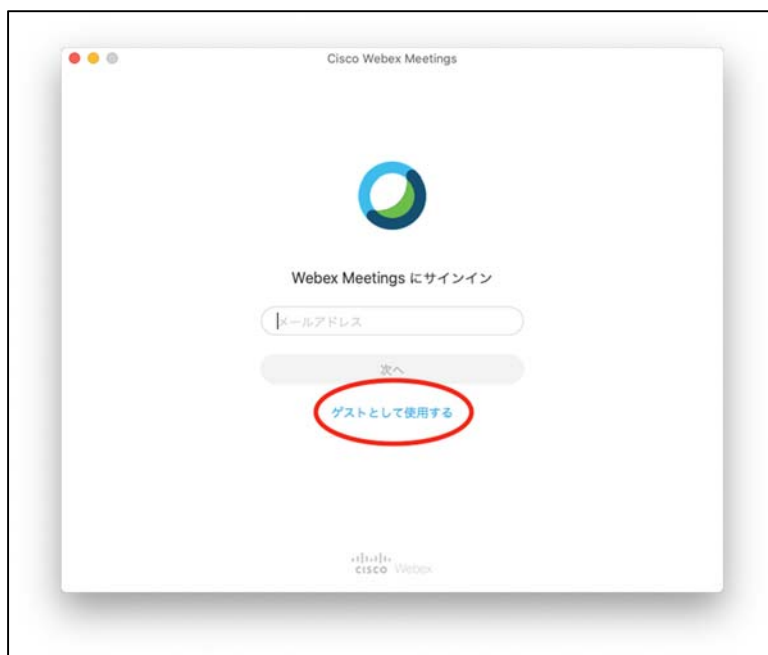 Cisco Webex Meetings
Webex Meetings にサインイン
メールアドレス
次へ
ゲストとして使用する
CISCO Webex